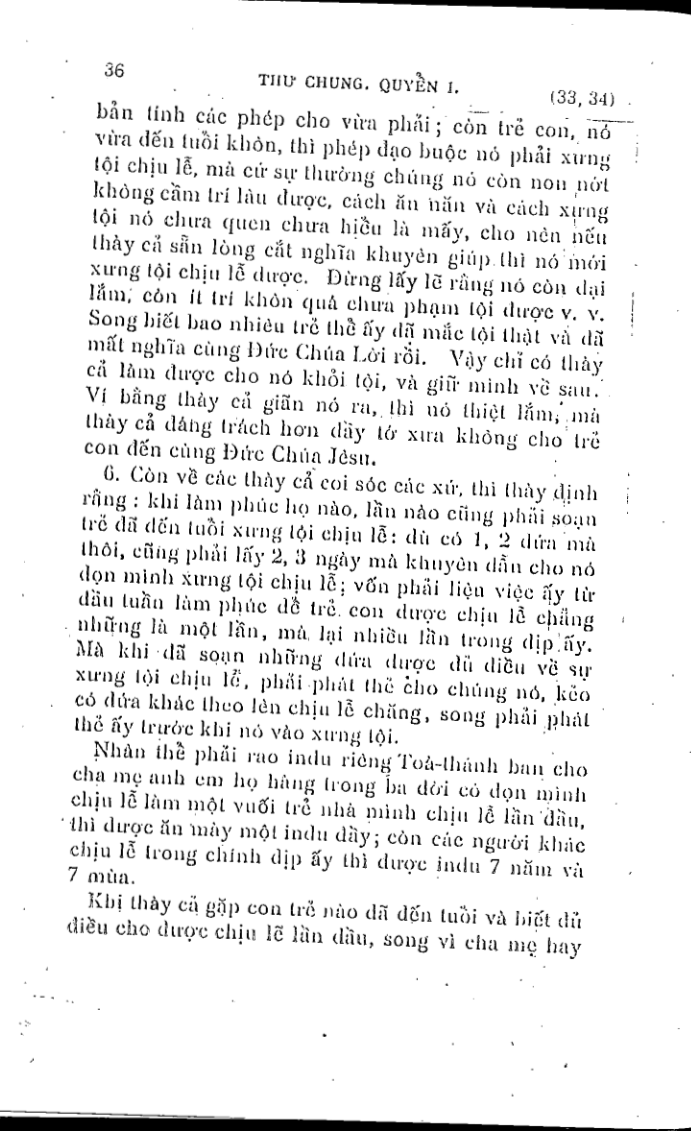 36
THƯ CHUNG. QUYỂN I.
(33, 34)
bản tính các phép cho vừa phải; còn trẻ con, nó
vừa đến tuổi khôn, thì phép đạo buộc nó phải xưng
tội chịu lễ, mà cứ sự thường chúng nó còn non nớt
không cầm trí lâu được, cách ăn năn và cách xưng
tội nó chưa quen chưa hiểu là mấy, cho nên nếu
thày cả sẵn lòng cắt nghĩa khuyên giúp thì nó mới
xưng tội chịu lễ được. Đừng lấy lẽ rằng nó còn dại
lắm, còn ít trí khôn quá chưa phạm tội được v. v.
Song biết bao nhiêu trẻ thể ấy đã mắc tội thật và đã
mất nghĩa cùng Đức Chúa Lời rồi. Vậy chỉ có thày
cả làm được cho nó khỏi tội, và giữ mình về sau.
Ví bằng thày cả giãn nó ra, thì nó thiệt lắm, mà
thày cả đáng trách hơn đầy tớ xưa không cho trẻ
con đến cùng Đức Chúa Jêsu.
6. Còn về các thày cả coi sóc các xứ, thì thày định
rằng : khi làm phúc họ nào, lần nào cũng phải soạn
trẻ đã đến tuổi xưng tội chịu lễ: dù có 1, 2 đứa mà
thôi, cũng phải lấy 2, 3 ngày mà khuyên dẫn cho nó
dọn mình xưng tội chịu lễ; vốn phải liệu việc ấy từ
đầu tuần làm phúc để trẻ con được chịu lễ chẳng
những là một lần, mà lại nhiều lần trong dịp ấy.
Mà khi đã soạn những đứa được đủ điều về sự
xưng tội chịu lễ, phải phát thẻ cho chúng nó, kẻo
có đứa khác theo lên chịu lễ chăng, song phải phát
thẻ ấy trước khi nó vào xưng tội.
Nhân thể phải rao indu riêng Toà-thánh ban cho
cha mẹ anh em họ hàng trong ba đời có dọn mình
chịu lễ làm một vuối trẻ nhà mình chịu lễ lần đầu,
thì được ăn mày một indu đầy; còn các người khác
chịu lễ trong chính dịp ấy thì được indu 7 năm và
7 mùa.
Khi thày cả gặp con trẻ nào đã đến tuổi và biết đủ
điều cho được chịu lễ lần đầu, song vì cha mẹ hay